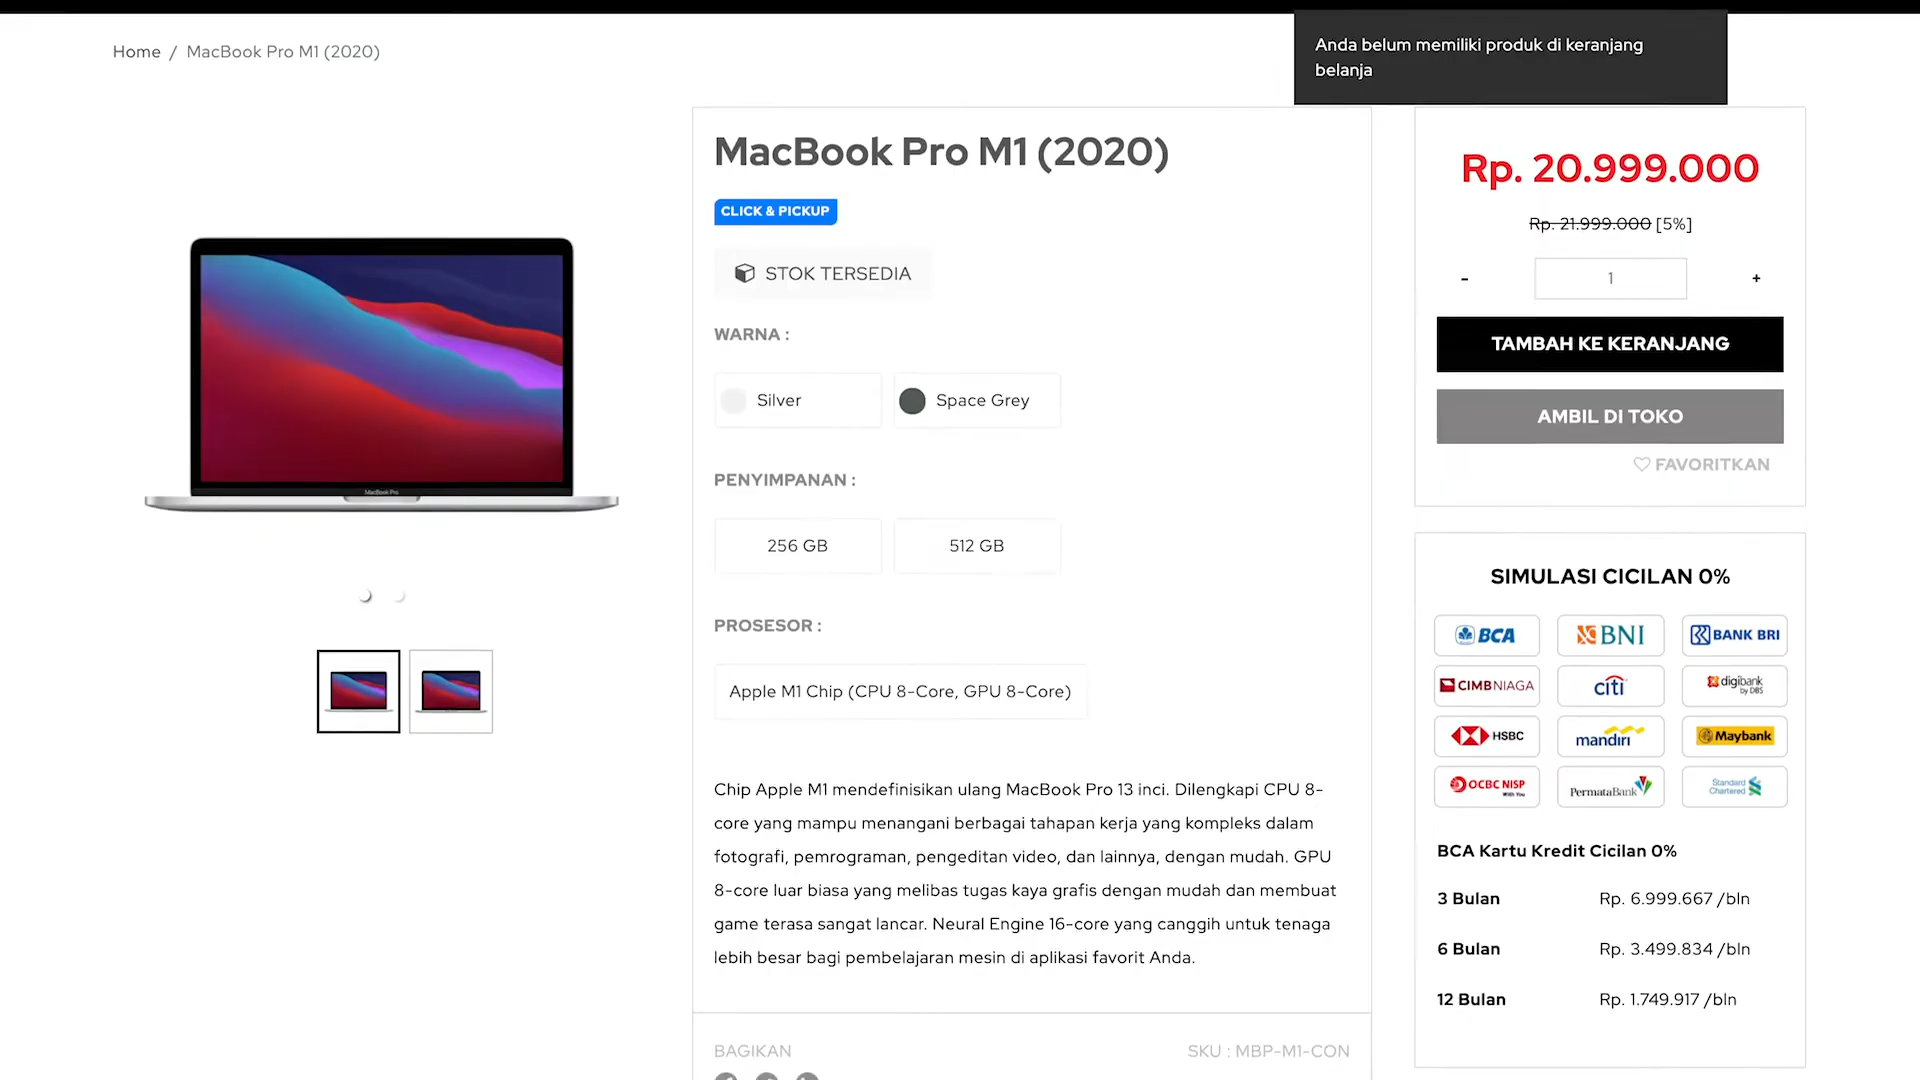 Home / MacBook Pro M1 (2020)
Anda belum memiliki produk di keranjang
belanja
MacBook Pro M1 (2020)
CLICK & PICKUP
STOK TERSEDIA
WARNA :
Silver
Space Grey
PENYIMPANAN :
256 GB
512 GB
PROSESOR :
Apple M1 Chip (CPU 8-Core, GPU 8-Core)
Chip Apple M1 mendefinisikan ulang MacBook Pro 13 inci. Dilengkapi CPU 8-
core yang mampu menangani berbagai tahapan kerja yang kompleks dalam
fotografi, pemrograman, pengeditan video, dan lainnya, dengan mudah. GPU
8-core luar biasa yang melibas tugas kaya grafis dengan mudah dan membuat
game terasa sangat lancar. Neural Engine 16-core yang canggih untuk tenaga
lebih besar bagi pembelajaran mesin di aplikasi favorit Anda.
BAGIKAN
SKU : MBP-M1-CON
MacBook Pro
Rp. 20.999.000
Rp. 21.999.000 [5%]
- 1 +
TAMBAH KE KERANJANG
AMBIL DI TOKO
FAVORITKAN
SIMULASI CICILAN 0%
BCA
BNI
BANK BRI
CIMBNIAGA
citi
digibank
by DBS
HSBC
mandiri
Maybank
OCBC NISP
With You
PermataBank
Standard
Chartered
BCA Kartu Kredit Cicilan 0%
3 Bulan Rp. 6.999.667 /bln
6 Bulan Rp. 3.499.834 /bln
12 Bulan Rp. 1.749.917 /bln